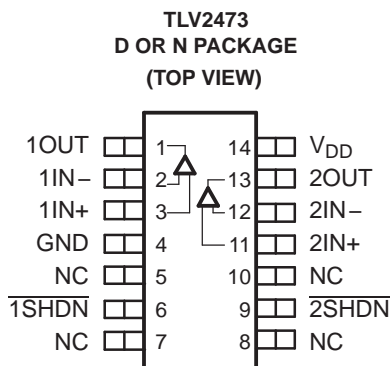 TLV2473
D OR N PACKAGE
(TOP VIEW)
1OUT 1 14 VDD
1IN− 2 13 2OUT
1IN+ 3 12 2IN−
GND 4 11 2IN+
NC 5 10 NC
1SHDN 6 9 2SHDN
NC 7 8 NC